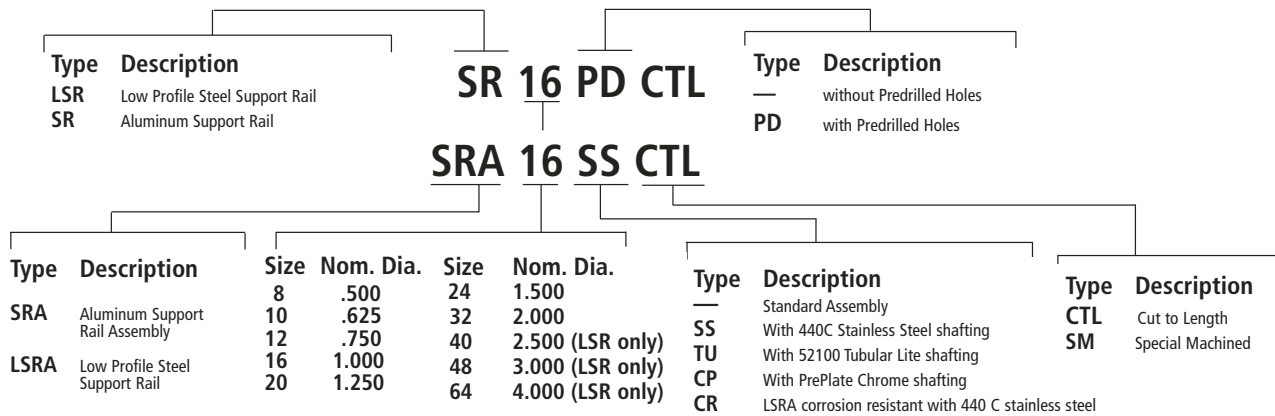 Type Description
LSR Low Profile Steel Support Rail
SR Aluminum Support Rail
SR 16 PD CTL
Type Description
— without Predrilled Holes
PD with Predrilled Holes
SRA 16 SS CTL
Type Description
SRA Aluminum Support
Rail Assembly
LSRA Low Profile Steel
Support Rail
Size Nom. Dia. Size Nom. Dia.
8 .500 24 1.500
10 .625 32 2.000
12 .750 40 2.500 (LSR only)
16 1.000 48 3.000 (LSR only)
20 1.250 64 4.000 (LSR only)
Type Description
— Standard Assembly
SS With 440C Stainless Steel shafting
TU With 52100 Tubular Lite shafting
CP With PrePlate Chrome shafting
CR LSRA corrosion resistant with 440 C stainless steel
Type Description
CTL Cut to Length
SM Special Machined